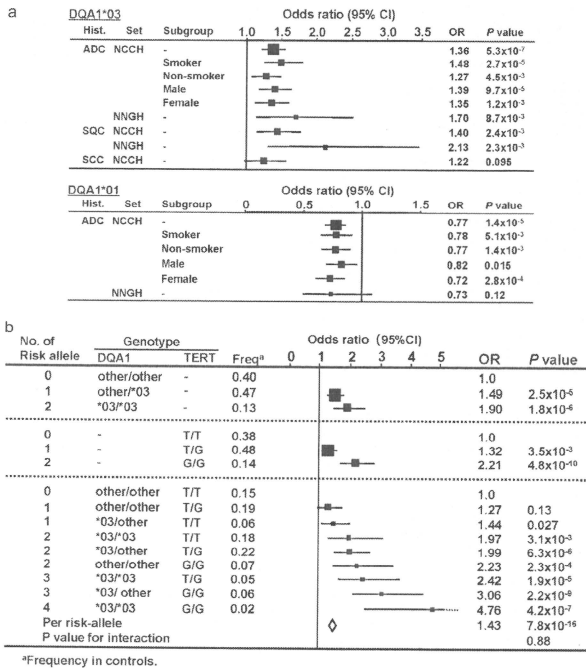 a
DQA1*03
Odds ratio (95% CI)
Hist. Set Subgroup 1.0 1.5 2.0 2.5 3.0 3.5 OR P value
ADC NCCH - 1.36 5.3x10-7
Smoker 1.48 2.7x10-5
Non-smoker 1.27 4.5x10-3
Male 1.39 9.7x10-5
Female 1.35 1.2x10-3
NNGH - 1.70 8.7x10-3
SQC NCCH - 1.40 2.4x10-3
NNGH - 2.13 2.3x10-3
SCC NCCH - 1.22 0.095
DQA1*01
Odds ratio (95% CI)
Hist. Set Subgroup 0 0.5 1.0 1.5 OR P value
ADC NCCH - 0.77 1.4x10-5
Smoker 0.78 5.1x10-3
Non-smoker 0.77 1.4x10-3
Male 0.82 0.015
Female 0.72 2.8x10-4
NNGH - 0.73 0.12
b
No. of Risk allele Genotype DQA1 TERT Freqa Odds ratio (95%CI) 0 1 2 3 4 5 OR P value
0 other/other - 0.40 1.0
1 other/*03 - 0.47 1.49 2.5x10-5
2 *03/*03 - 0.13 1.90 1.8x10-6
0 - T/T 0.38 1.0
1 - T/G 0.48 1.32 3.5x10-3
2 - G/G 0.14 2.21 4.8x10-10
0 other/other T/T 0.15 1.0
1 other/other T/G 0.19 1.27 0.13
1 *03/other T/T 0.06 1.44 0.027
2 *03/*03 T/T 0.18 1.97 3.1x10-3
2 *03/other T/G 0.22 1.99 6.3x10-6
2 other/other G/G 0.07 2.23 2.3x10-4
3 *03/*03 T/G 0.05 2.42 1.9x10-5
3 *03/ other G/G 0.06 3.06 2.2x10-9
4 *03/*03 G/G 0.02 4.76 4.2x10-7
Per risk-allele 1.43 7.8x10-16
P value for interaction 0.88
aFrequency in controls.